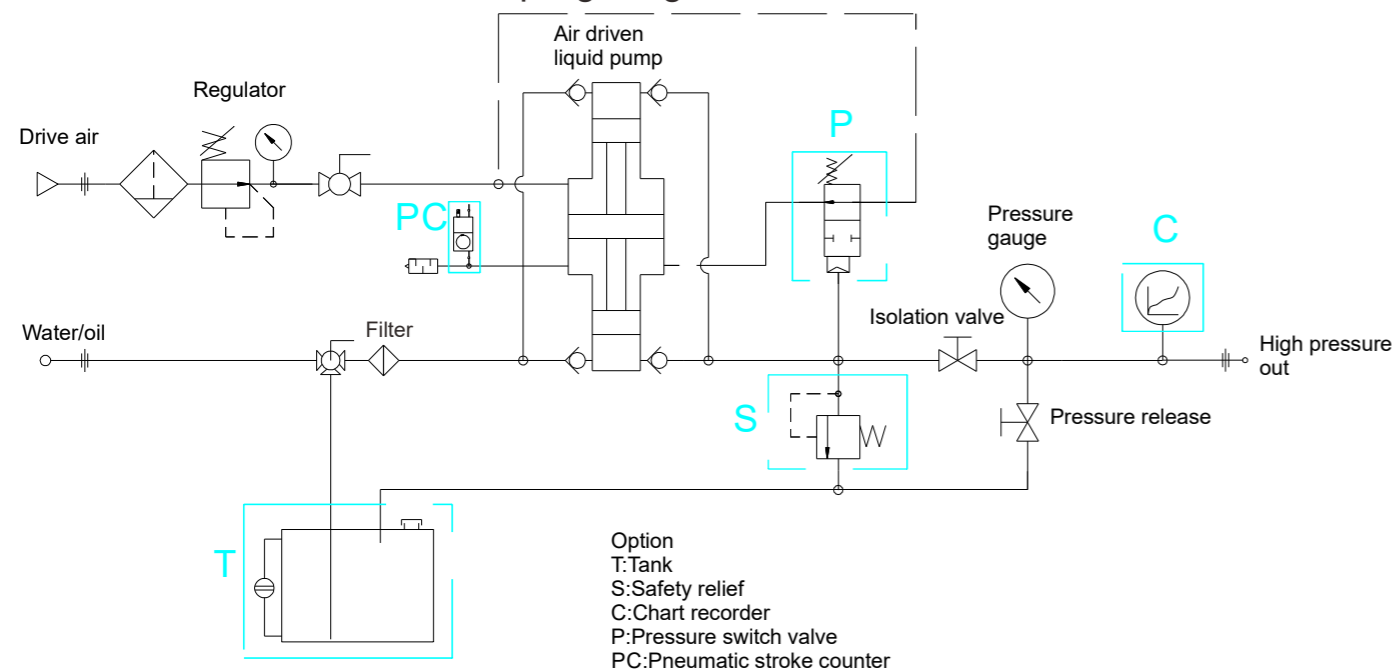 Air driven
liquid pump
Regulator
Drive air
P
PC
Pressure
gauge
C
Isolation valve
Water/oil
Filter
High pressure
out
S
Pressure release
T
Option
T:Tank
S:Safety relief
C:Chart recorder
P:Pressure switch valve
PC:Pneumatic stroke counter